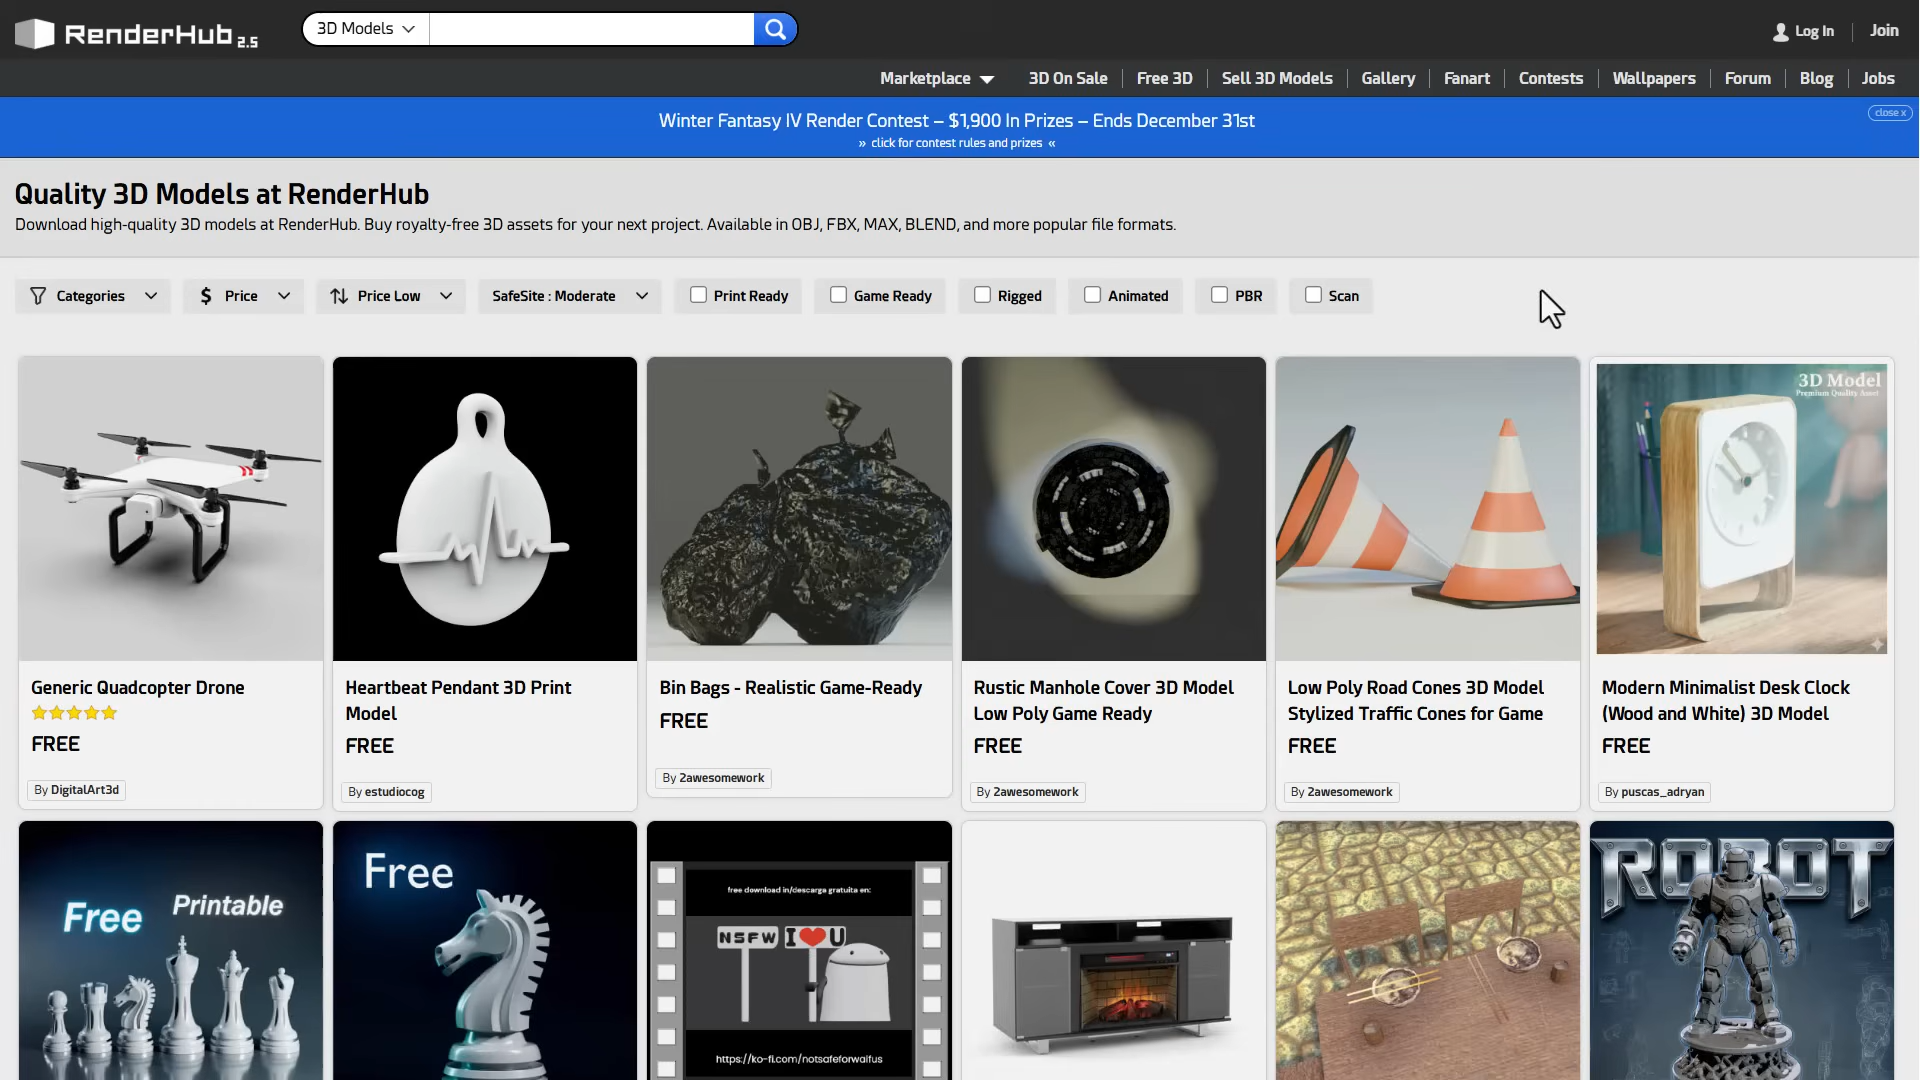 RenderHub 2.5
3D Models
Log In
Join
Marketplace
3D On Sale
Free 3D
Sell 3D Models
Gallery
Fanart
Contests
Wallpapers
Forum
Blog
Jobs
Winter Fantasy IV Render Contest – $1,900 In Prizes – Ends December 31st
» click for contest rules and prizes «
close x
Quality 3D Models at RenderHub
Download high-quality 3D models at RenderHub. Buy royalty-free 3D assets for your next project. Available in OBJ, FBX, MAX, BLEND, and more popular file formats.
Categories
$ Price
Price Low
SafeSite : Moderate
Print Ready
Game Ready
Rigged
Animated
PBR
Scan
3D Model
Premium Quality Asset
Generic Quadcopter Drone
FREE
By DigitalArt3d
Heartbeat Pendant 3D Print
Model
FREE
By estudiocog
Bin Bags - Realistic Game-Ready
FREE
By 2awesomework
Rustic Manhole Cover 3D Model
Low Poly Game Ready
FREE
By 2awesomework
Low Poly Road Cones 3D Model
Stylized Traffic Cones for Game
FREE
By 2awesomework
Modern Minimalist Desk Clock
(Wood and White) 3D Model
FREE
By puscas_adryan
Free Printable
Free
free download in/descarga gratuita en:
NSFW I ❤ U
https://ko-fi.com/notsafeforwaifus
ROBOT